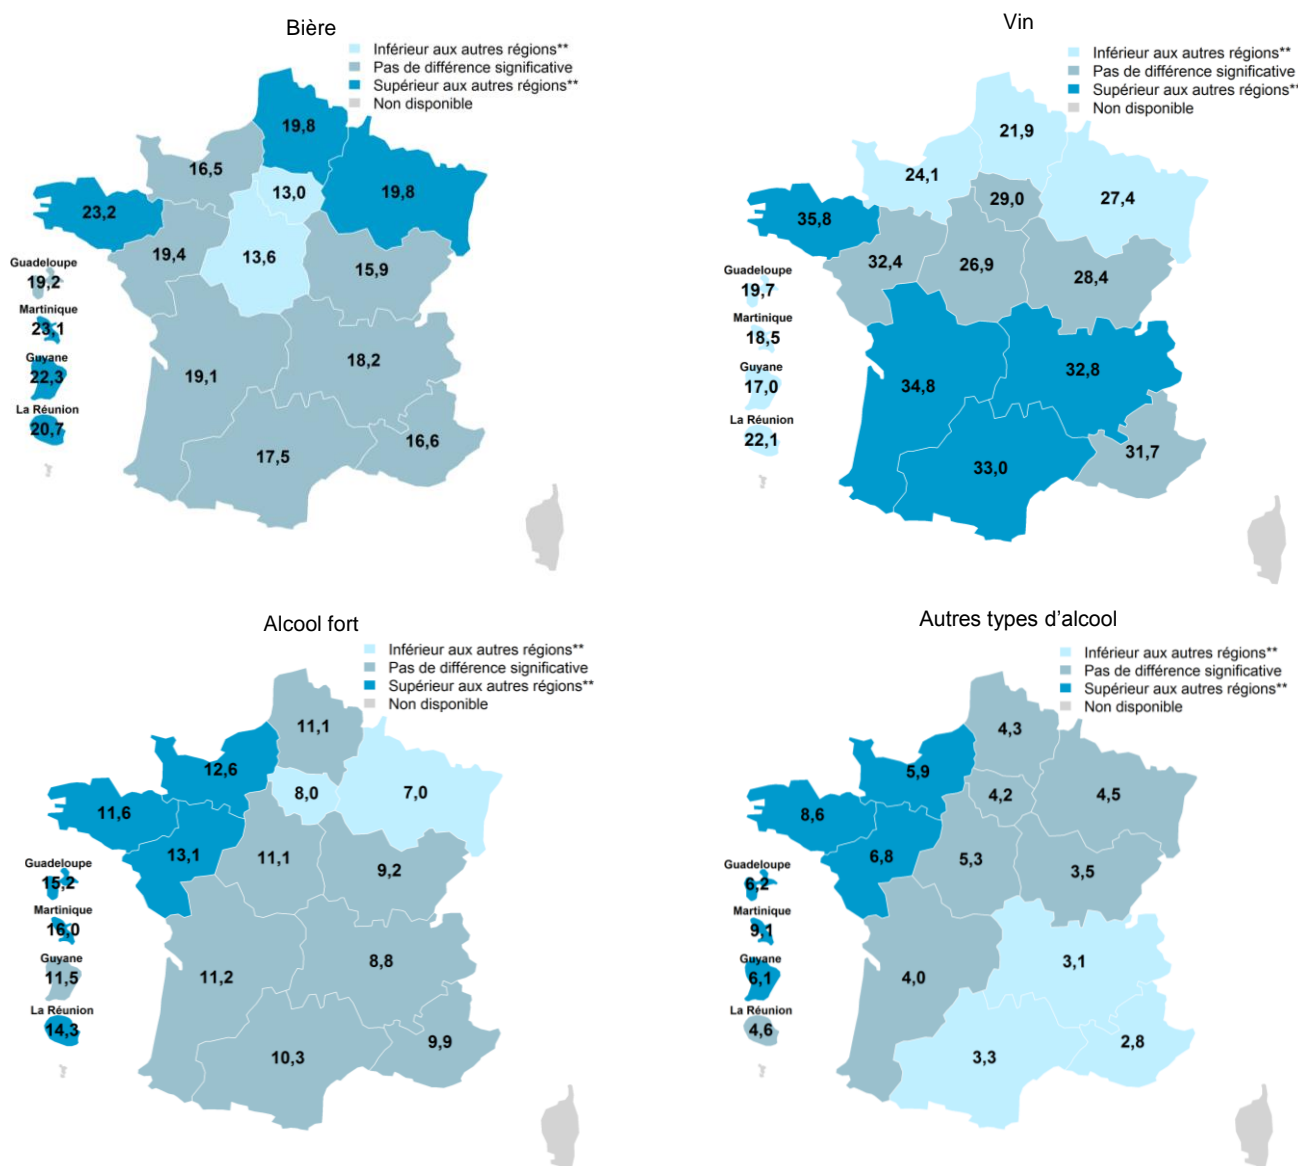 Bière
Inférieur aux autres régions**
Pas de différence significative
Supérieur aux autres régions**
Non disponible
19,8
16,5
13,0
19,8
23,2
19,4
13,6
15,9
Guadeloupe
19,2
Martinique
23,1
Guyane
22,3
La Réunion
20,7
18,2
19,1
16,6
17,5
Vin
Inférieur aux autres régions**
Pas de différence significative
Supérieur aux autres régions**
Non disponible
21,9
24,1
29,0
27,4
35,8
32,4
26,9
28,4
Guadeloupe
19,7
Martinique
18,5
Guyane
17,0
La Réunion
22,1
32,8
34,8
31,7
33,0
Alcool fort
Inférieur aux autres régions**
Pas de différence significative
Supérieur aux autres régions**
Non disponible
11,1
12,6
8,0
7,0
11,6
13,1
11,1
9,2
Guadeloupe
15,2
Martinique
16,0
Guyane
11,5
La Réunion
14,3
8,8
11,2
9,9
10,3
Autres types d’alcool
Inférieur aux autres régions**
Pas de différence significative
Supérieur aux autres régions**
Non disponible
4,3
5,9
4,2
4,5
8,6
6,8
5,3
3,5
Guadeloupe
6,2
Martinique
9,1
Guyane
6,1
La Réunion
4,6
3,1
4,0
2,8
3,3